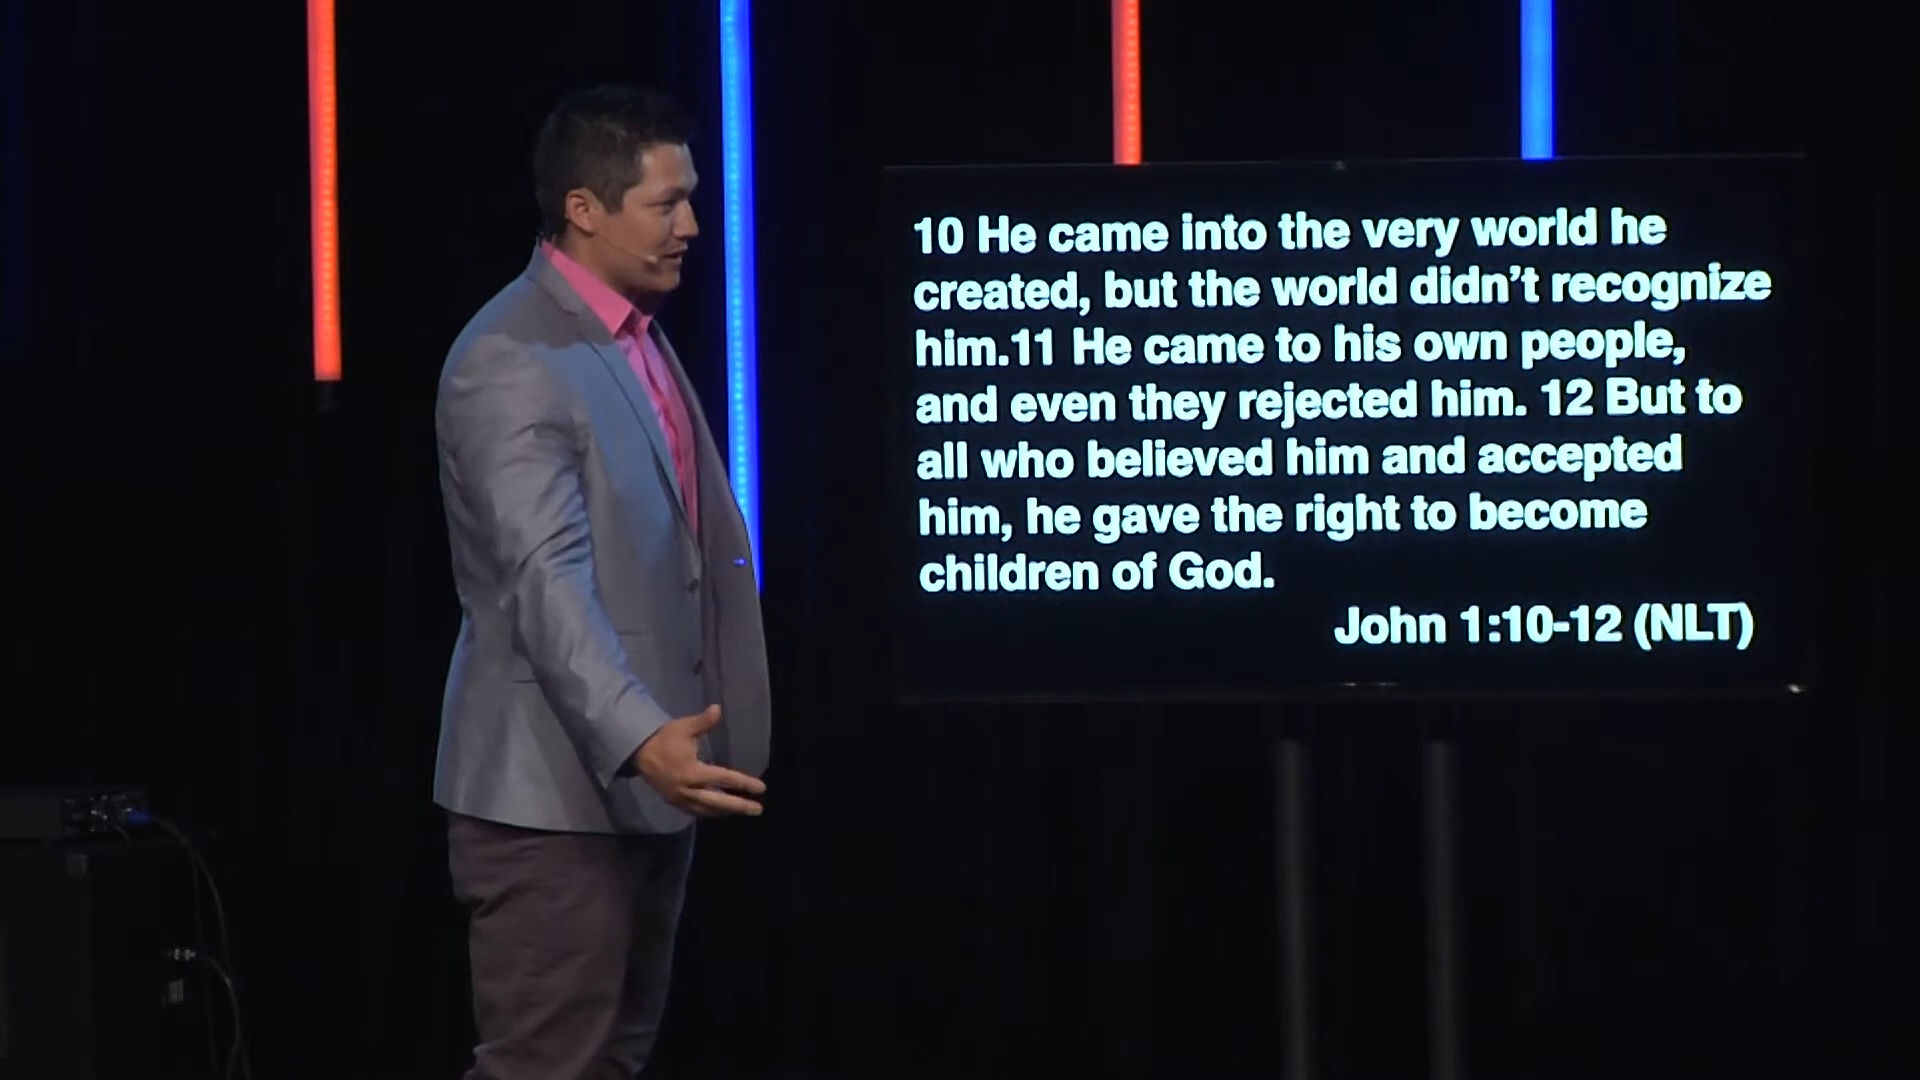 10 He came into the very world he
created, but the world didn’t recognize
him.11 He came to his own people,
and even they rejected him. 12 But to
all who believed him and accepted
him, he gave the right to become
children of God.
John 1:10-12 (NLT)